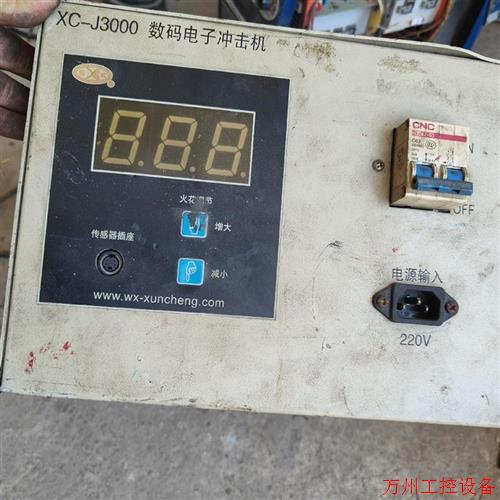 XC-J3000 数码电子冲击机
CNC
火花调节
增大
传感器插座
减小
www.wx-xuncheng.com
OFF
电源输入
220V
万州工控设备